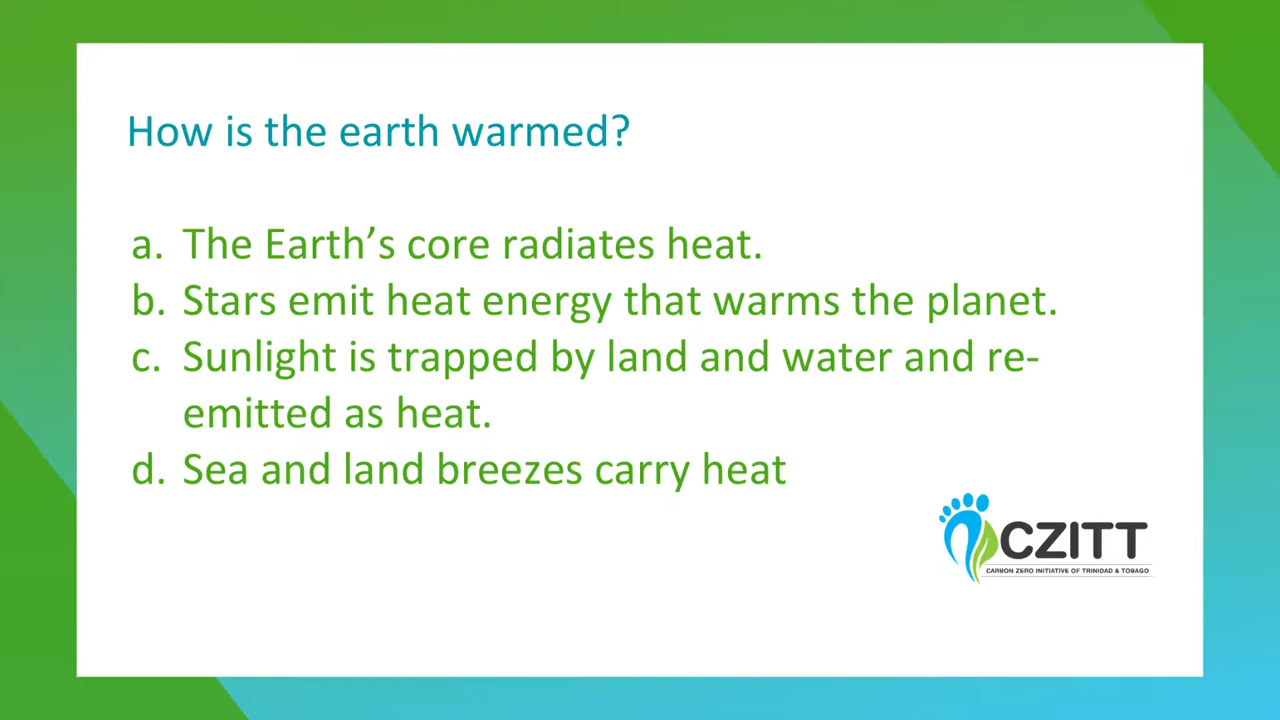 How is the earth warmed?
a. The Earth’s core radiates heat.
b. Stars emit heat energy that warms the planet.
c. Sunlight is trapped by land and water and re-
emitted as heat.
d. Sea and land breezes carry heat
CZITT
CARBON ZERO INITIATIVE OF TRINIDAD & TOBAGO